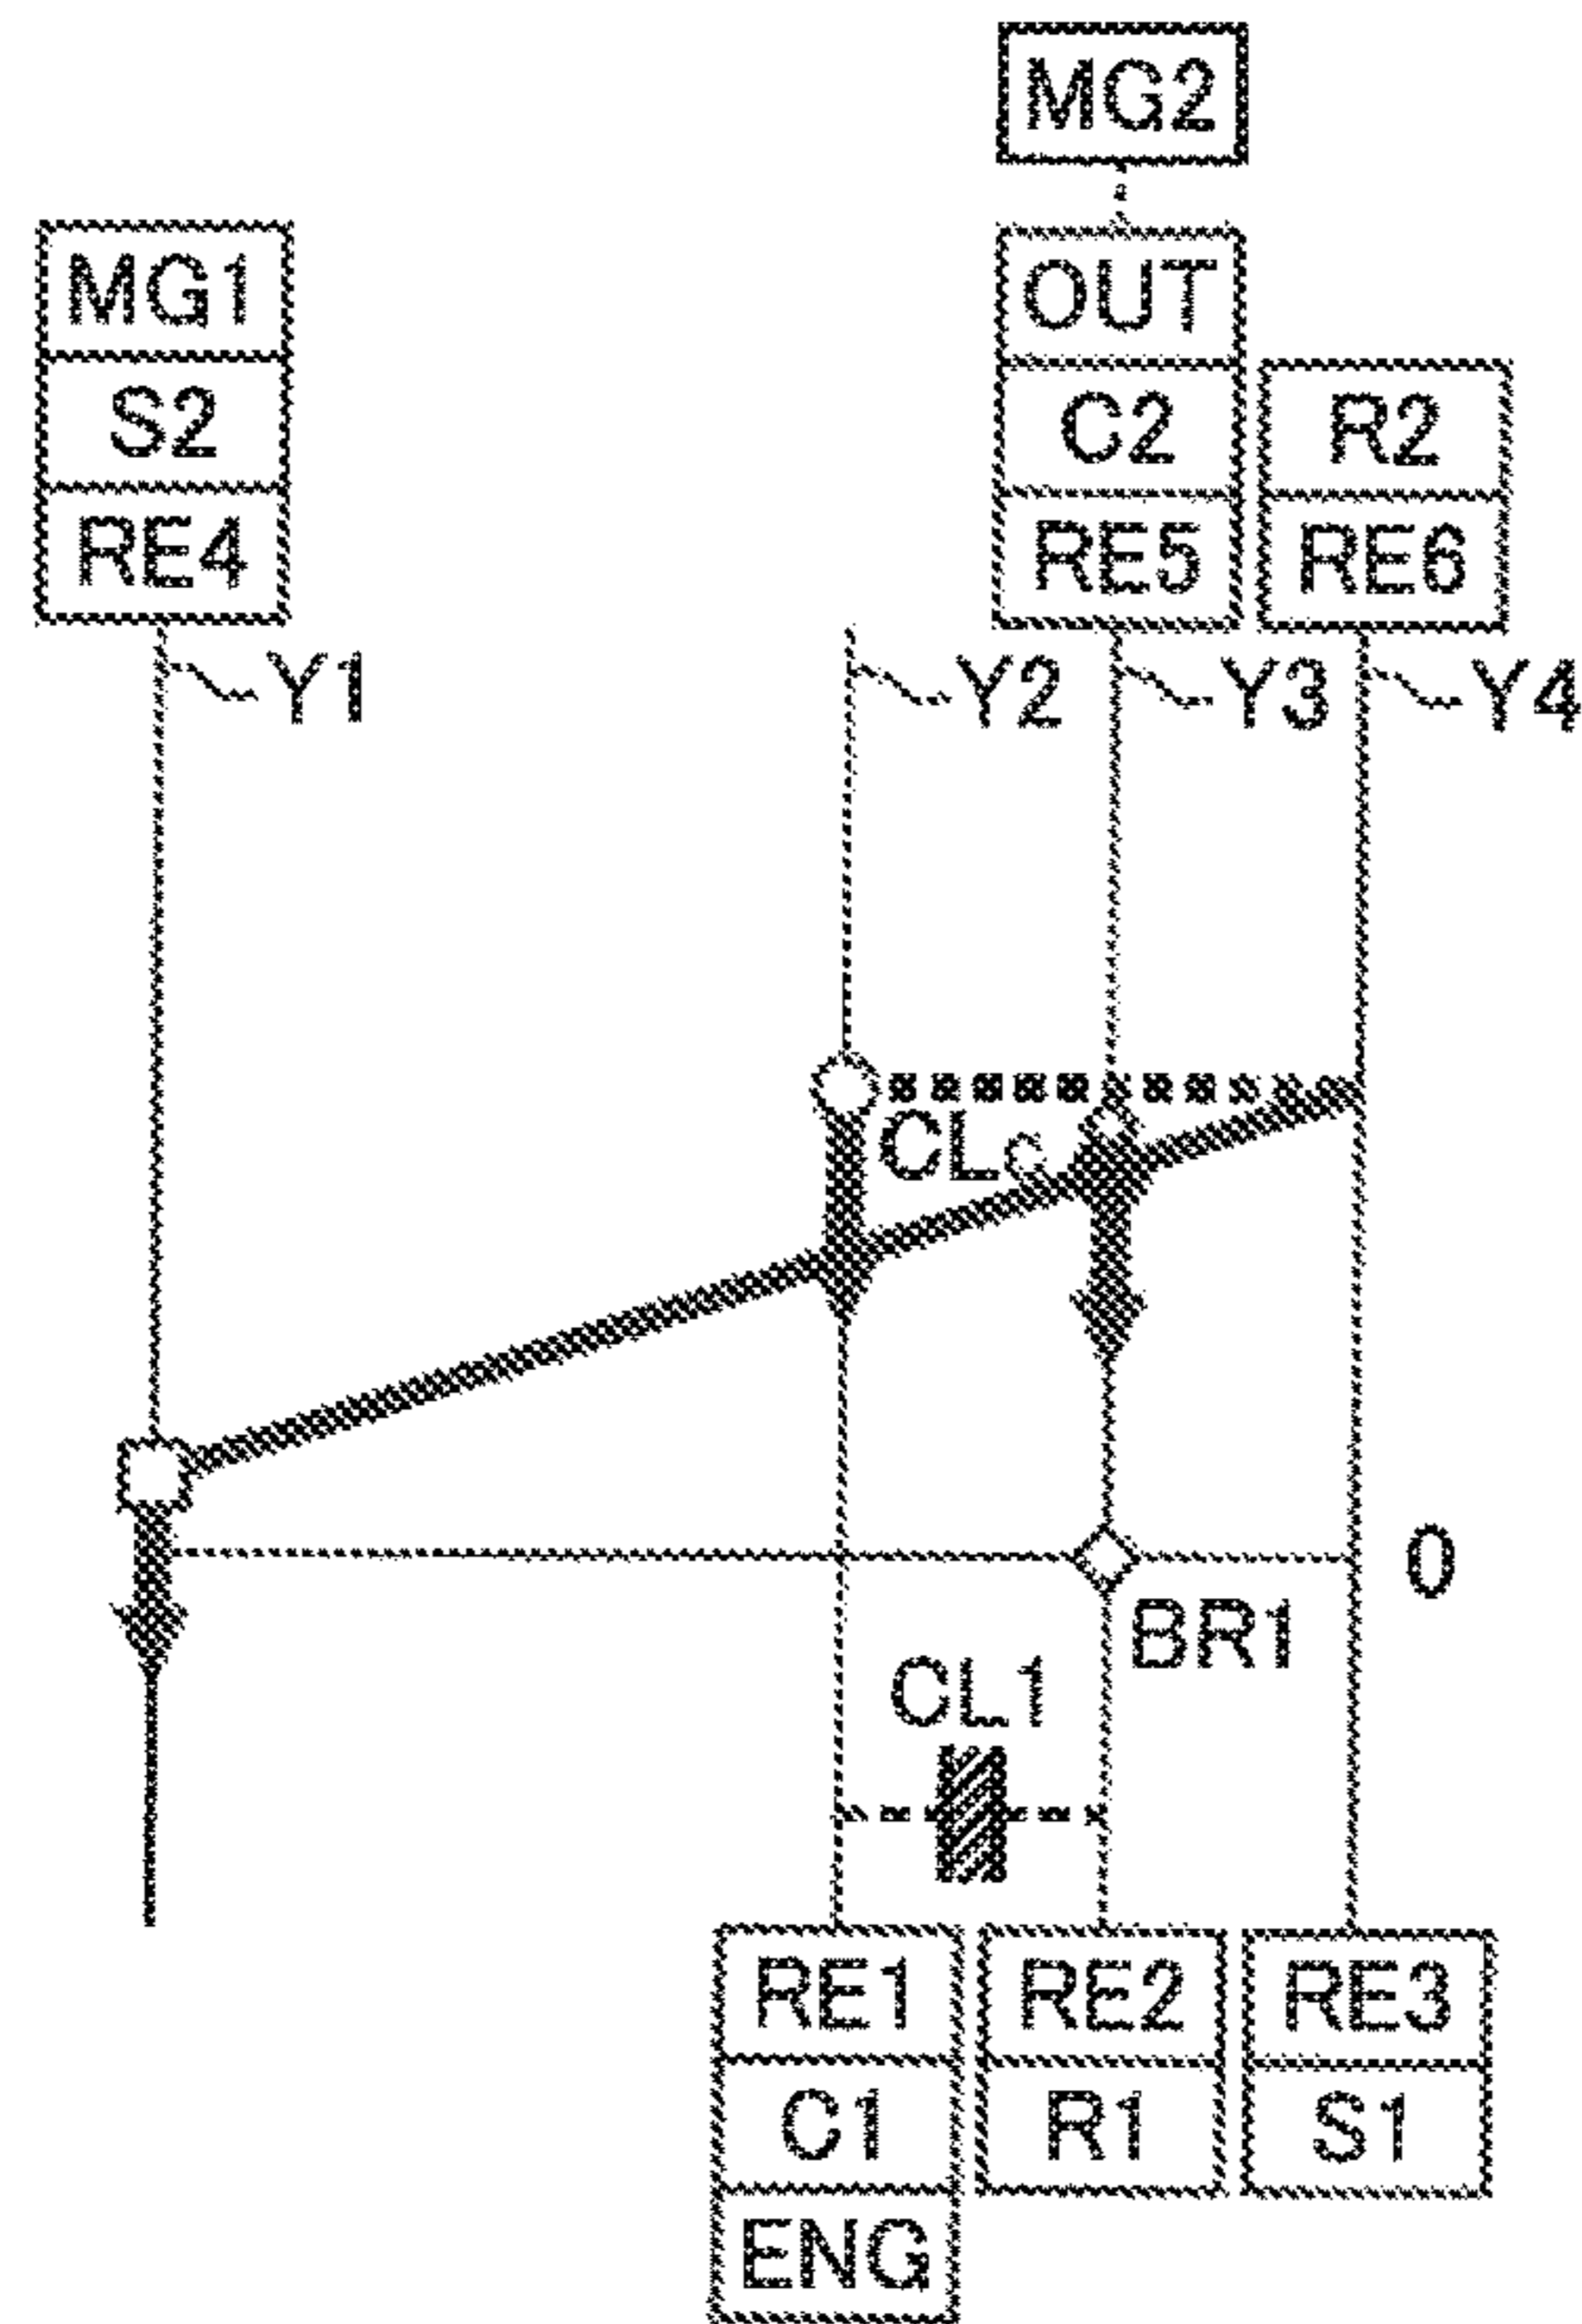 MG2
MG1
OUT
S2
C2
R2
RE4
RE5
RE6
Y1
Y2
Y3
Y4
CLc
0
BR1
CL1
RE1
RE2
RE3
C1
R1
S1
ENG